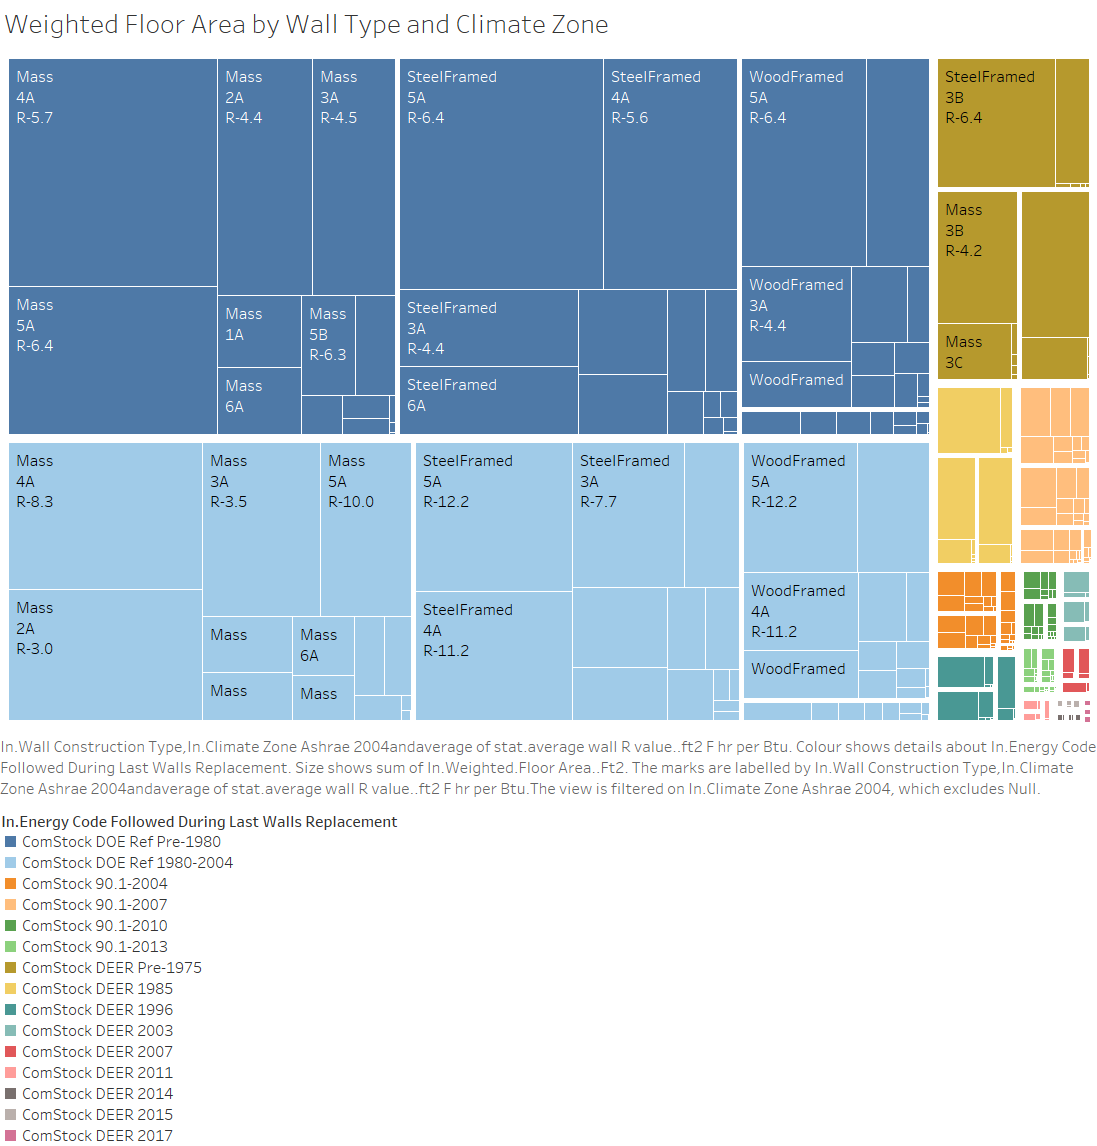 Weighted Floor Area by Wall Type and Climate Zone
Mass
4A
R-5.7
Mass
2A
R-4.4
Mass
3A
R-4.5
SteelFramed
5A
R-6.4
SteelFramed
4A
R-5.6
WoodFramed
5A
R-6.4
SteelFramed
3B
R-6.4
Mass
3B
R-4.2
Mass
3C
Mass
5A
R-6.4
Mass
1A
Mass
5B
R-6.3
Mass
6A
SteelFramed
3A
R-4.4
SteelFramed
6A
WoodFramed
3A
R-4.4
WoodFramed
Mass
4A
R-8.3
Mass
3A
R-3.5
Mass
5A
R-10.0
SteelFramed
5A
R-12.2
SteelFramed
3A
R-7.7
WoodFramed
5A
R-12.2
Mass
2A
R-3.0
Mass
Mass
Mass
6A
Mass
SteelFramed
4A
R-11.2
WoodFramed
4A
R-11.2
WoodFramed
In.Wall Construction Type,In.Climate Zone Ashrae 2004andaverage of stat.average wall R value..ft2 F hr per Btu. Colour shows details about In.Energy Code
Followed During Last Walls Replacement. Size shows sum of In.Weighted.Floor Area..Ft2. The marks are labelled by In.Wall Construction Type,In.Climate
Zone Ashrae 2004andaverage of stat.average wall R value..ft2 F hr per Btu.The view is filtered on In.Climate Zone Ashrae 2004, which excludes Null.
In.Energy Code Followed During Last Walls Replacement
ComStock DOE Ref Pre-1980
ComStock DOE Ref 1980-2004
ComStock 90.1-2004
ComStock 90.1-2007
ComStock 90.1-2010
ComStock 90.1-2013
ComStock DEER Pre-1975
ComStock DEER 1985
ComStock DEER 1996
ComStock DEER 2003
ComStock DEER 2007
ComStock DEER 2011
ComStock DEER 2014
ComStock DEER 2015
ComStock DEER 2017